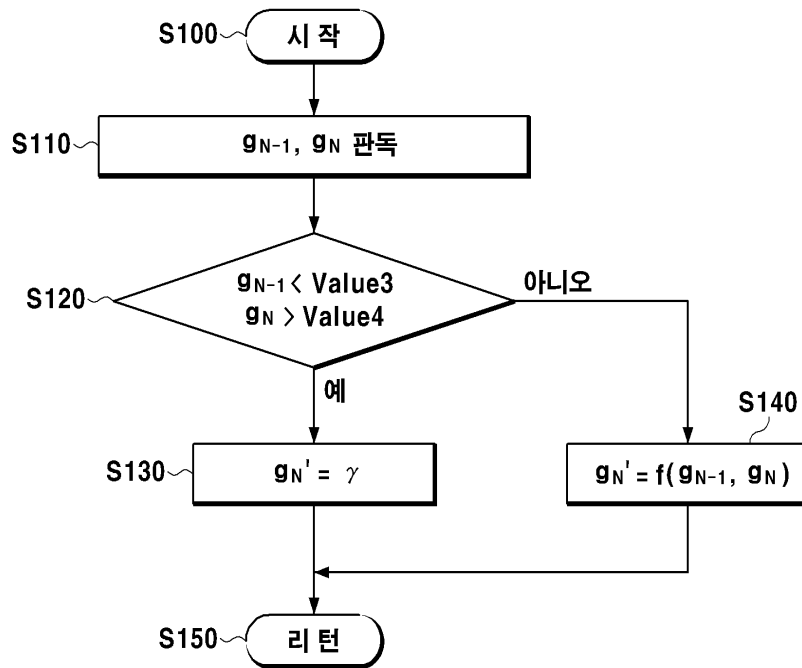 S100
시작
S110
gN-1, gN 판독
S120
gN-1 < Value3
gN > Value4
아니오
예
S130
gN' = γ
S140
gN' = f(gN-1, gN)
S150
리턴